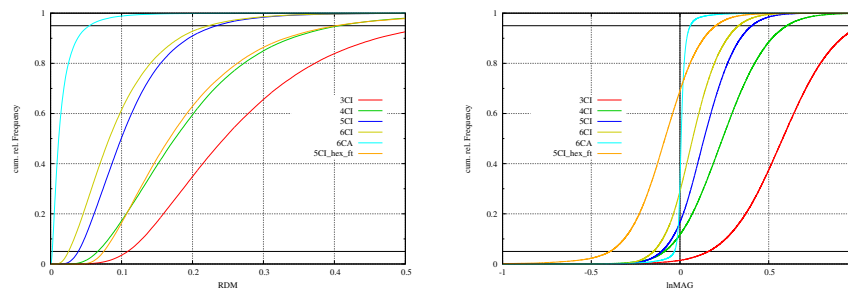 1
0.8
0.6
0.4
0.2
0
cum. rel. Frequency
3CI
4CI
5CI
6CI
6CA
5CI_hex_ft
0 0.1 0.2 0.3 0.4 0.5
RDM
1
0.8
0.6
0.4
0.2
0
cum. rel. Frequency
3CI
4CI
5CI
6CI
6CA
5CI_hex_ft
-1 -0.5 0 0.5
lnMAG